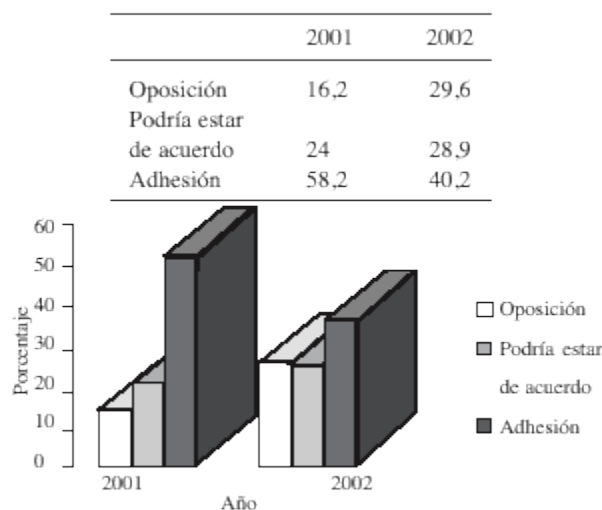 2001 2002
Oposición 16,2 29,6
Podría estar
de acuerdo 24 28,9
Adhesión 58,2 40,2
60
50
40
30
20
10
0
Porcentaje
2001 2002
Año
Oposición
Podría estar
de acuerdo
Adhesión